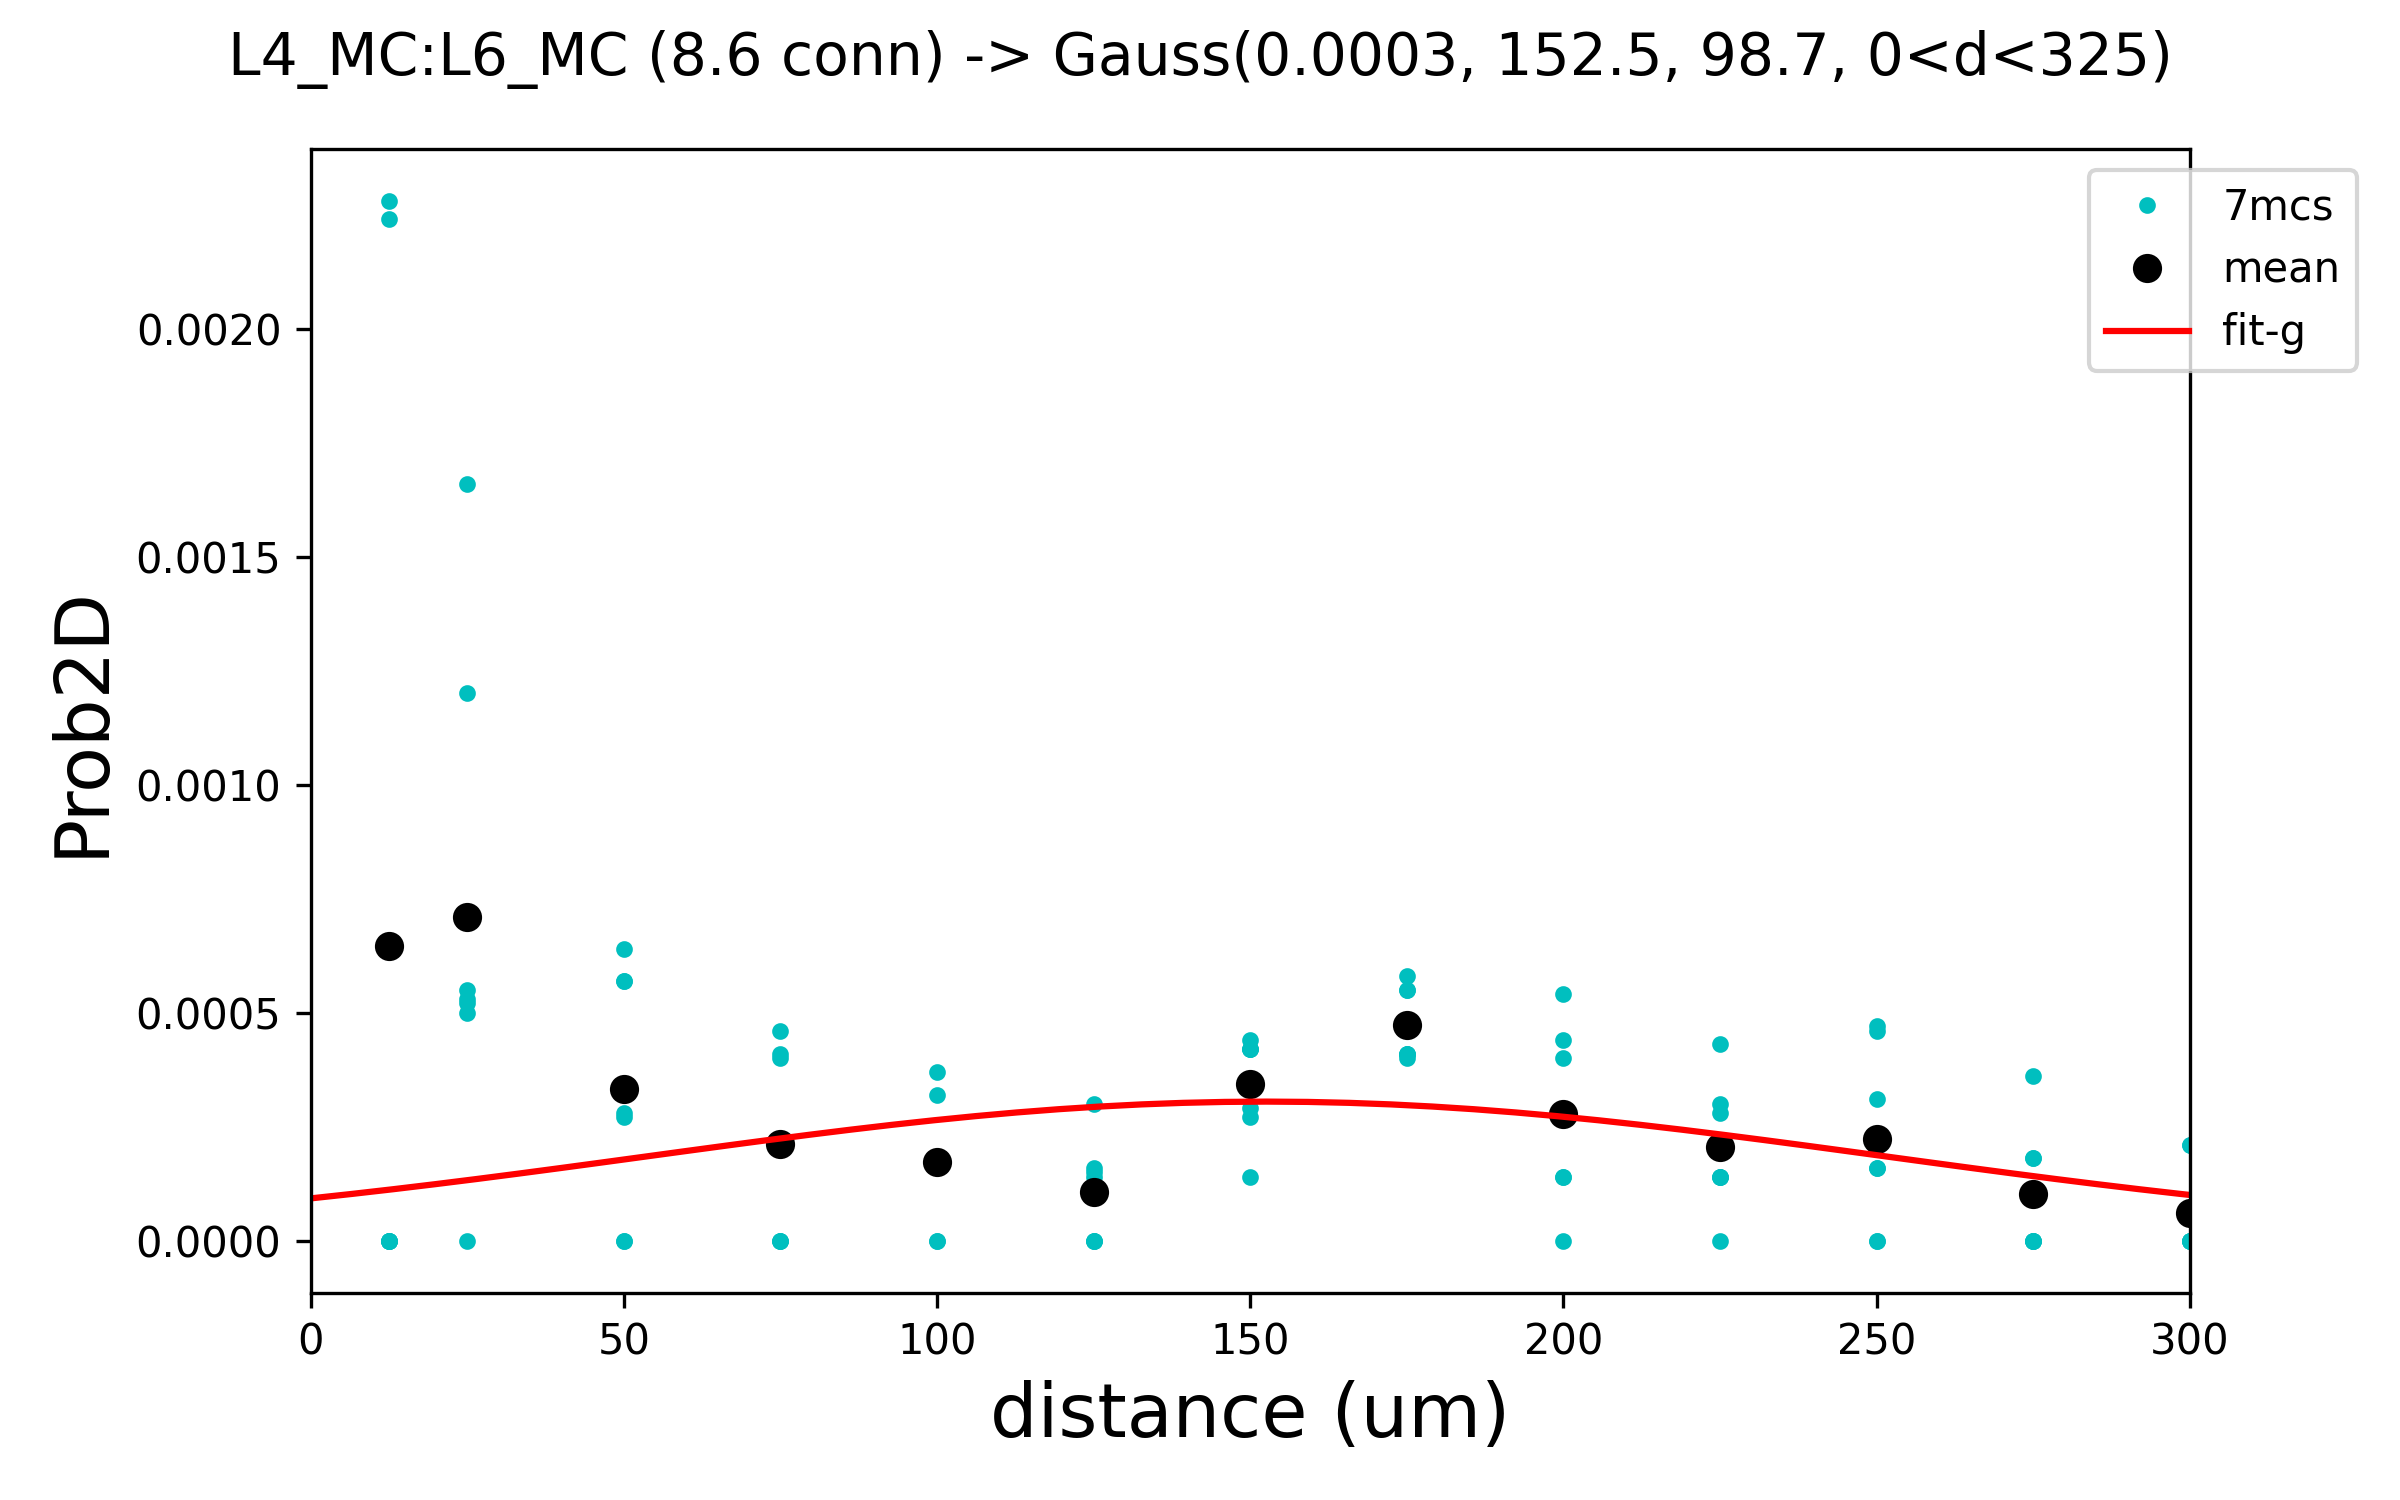 L4_MC:L6_MC (8.6 conn) -> Gauss(0.0003, 152.5, 98.7, 0<d<325)
7mcs
mean
fit-g
Prob2D
0.0020
0.0015
0.0010
0.0005
0.0000
0 50 100 150 200 250 300
distance (um)